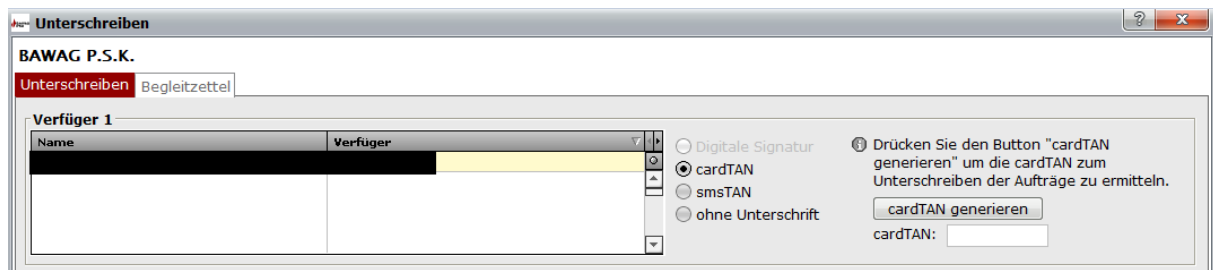 Unterschreiben
BAWAG P.S.K.
Unterschreiben Begleitzettel
Verfüger 1
Name Verfüger
Digitale Signatur
cardTAN
smsTAN
ohne Unterschrift
Drücken Sie den Button "cardTAN
generieren" um die cardTAN zum
Unterschreiben der Aufträge zu ermitteln.
cardTAN generieren
cardTAN: